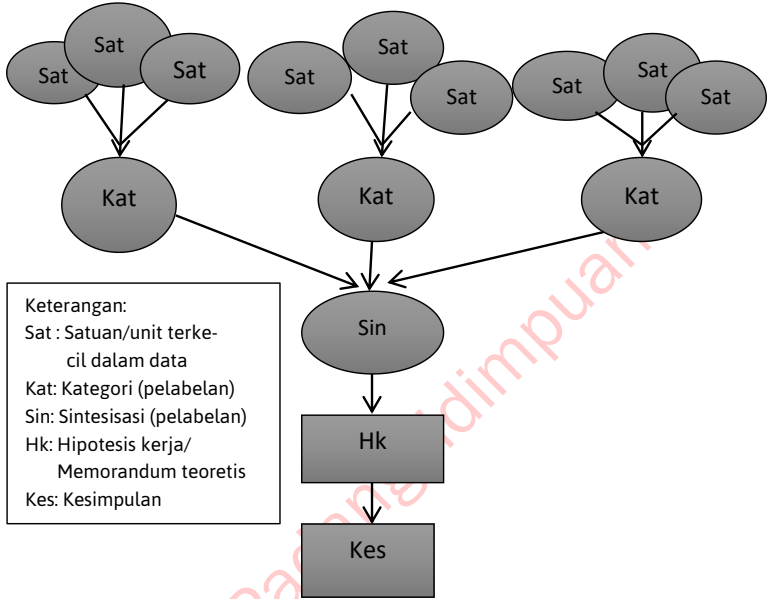 Sat
Sat
Sat
Sat
Sat
Sat
Sat
Sat
Sat
Kat
Kat
Kat
Keterangan:
Sat : Satuan/unit terke-
cil dalam data
Kat: Kategori (pelabelan)
Sin: Sintesisasi (pelabelan)
Hk: Hipotesis kerja/
Memorandum teoretis
Kes: Kesimpulan
Sin
Hk
Kes